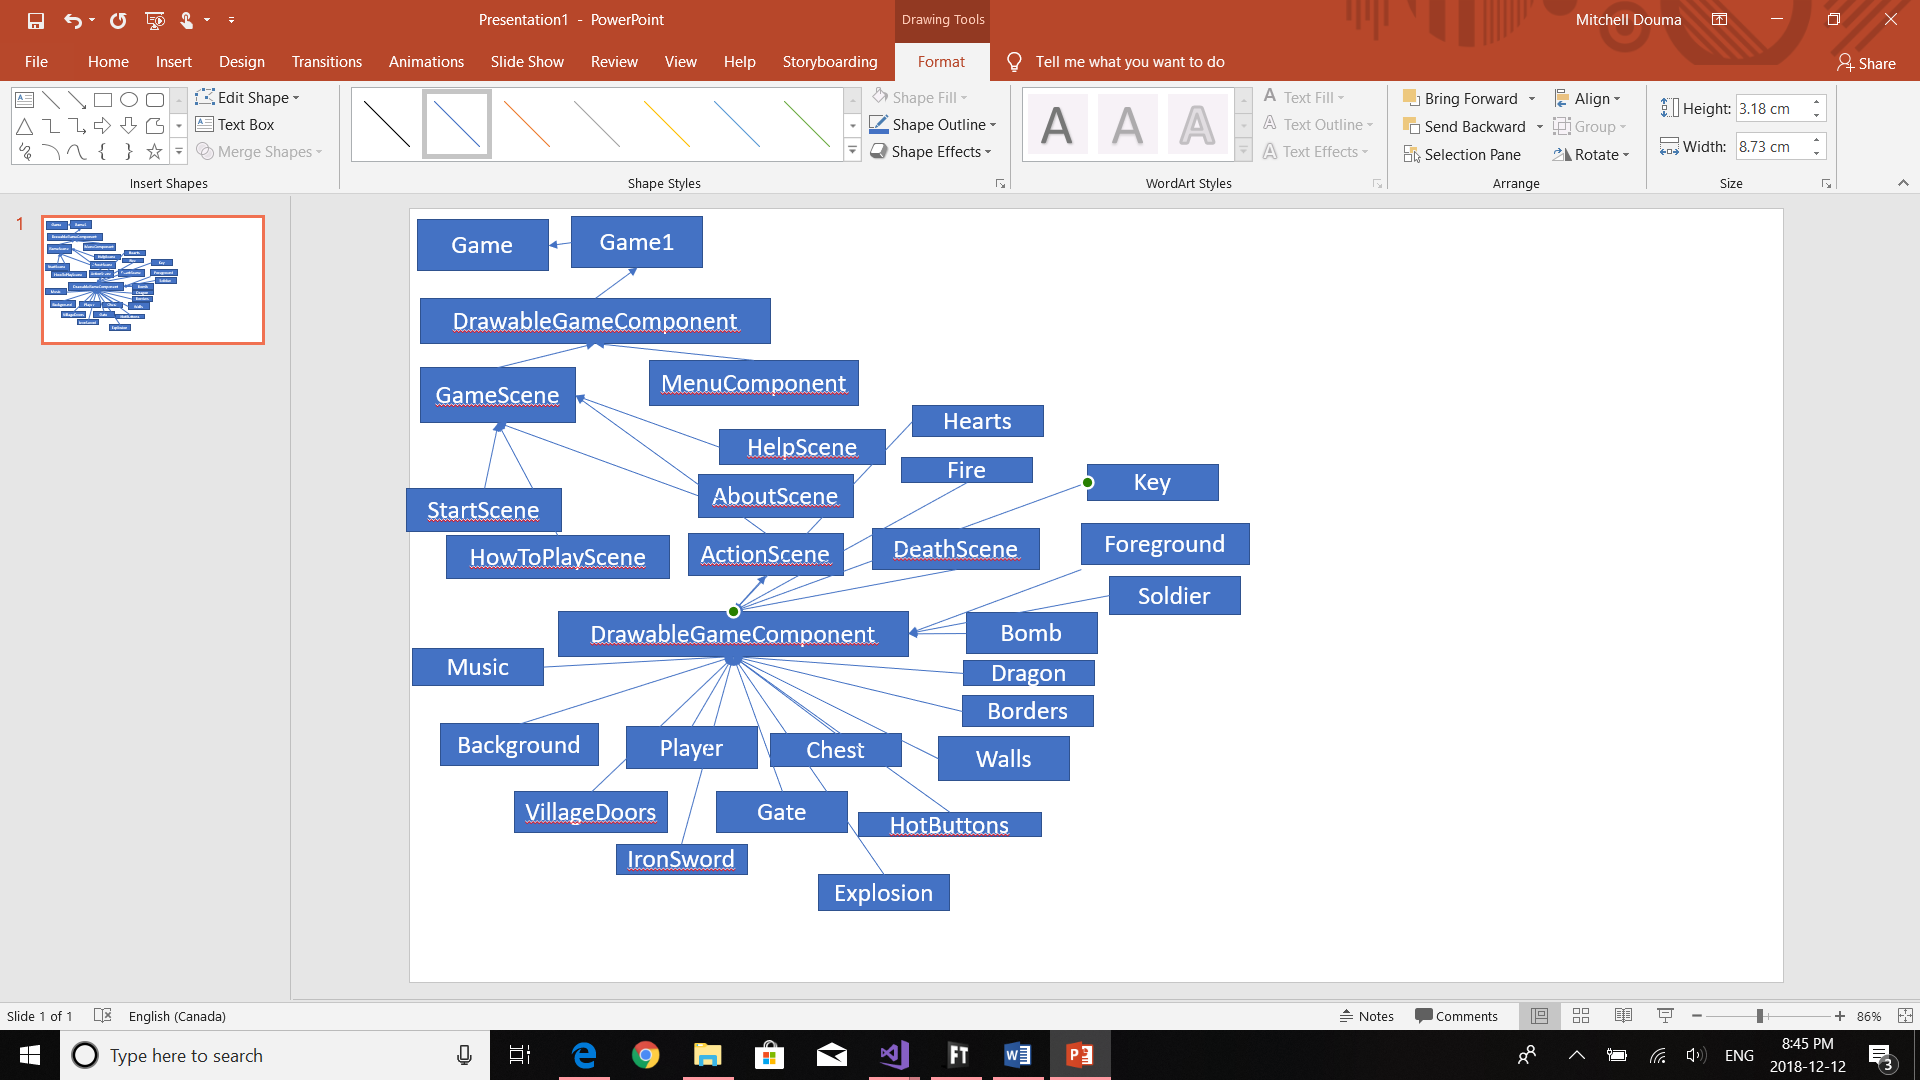 Presentation1 - PowerPoint
Drawing Tools
Mitchell Douma
File
Home
Insert
Design
Transitions
Animations
Slide Show
Review
View
Help
Storyboarding
Format
Tell me what you want to do
Share
Edit Shape
Text Box
Merge Shapes
Insert Shapes
Shape Fill
Shape Outline
Shape Effects
Shape Styles
A A A
Text Fill
Text Outline
Text Effects
WordArt Styles
Bring Forward
Send Backward
Selection Pane
Align
Group
Rotate
Arrange
Height: 3.18 cm
Width: 8.73 cm
Size
1
Game
Game1
DrawableGameComponent
GameScene
MenuComponent
Hearts
HelpScene
Fire
Key
AboutScene
StartScene
HowToPlayScene
ActionScene
DeathScene
Foreground
Soldier
DrawableGameComponent
Bomb
Music
Dragon
Borders
Background
Player
Chest
Walls
VillageDoors
Gate
HotButtons
IronSword
Explosion
Slide 1 of 1
English (Canada)
Notes
Comments
86%
Type here to search
FT
ENG
8:45 PM
2018-12-12
3